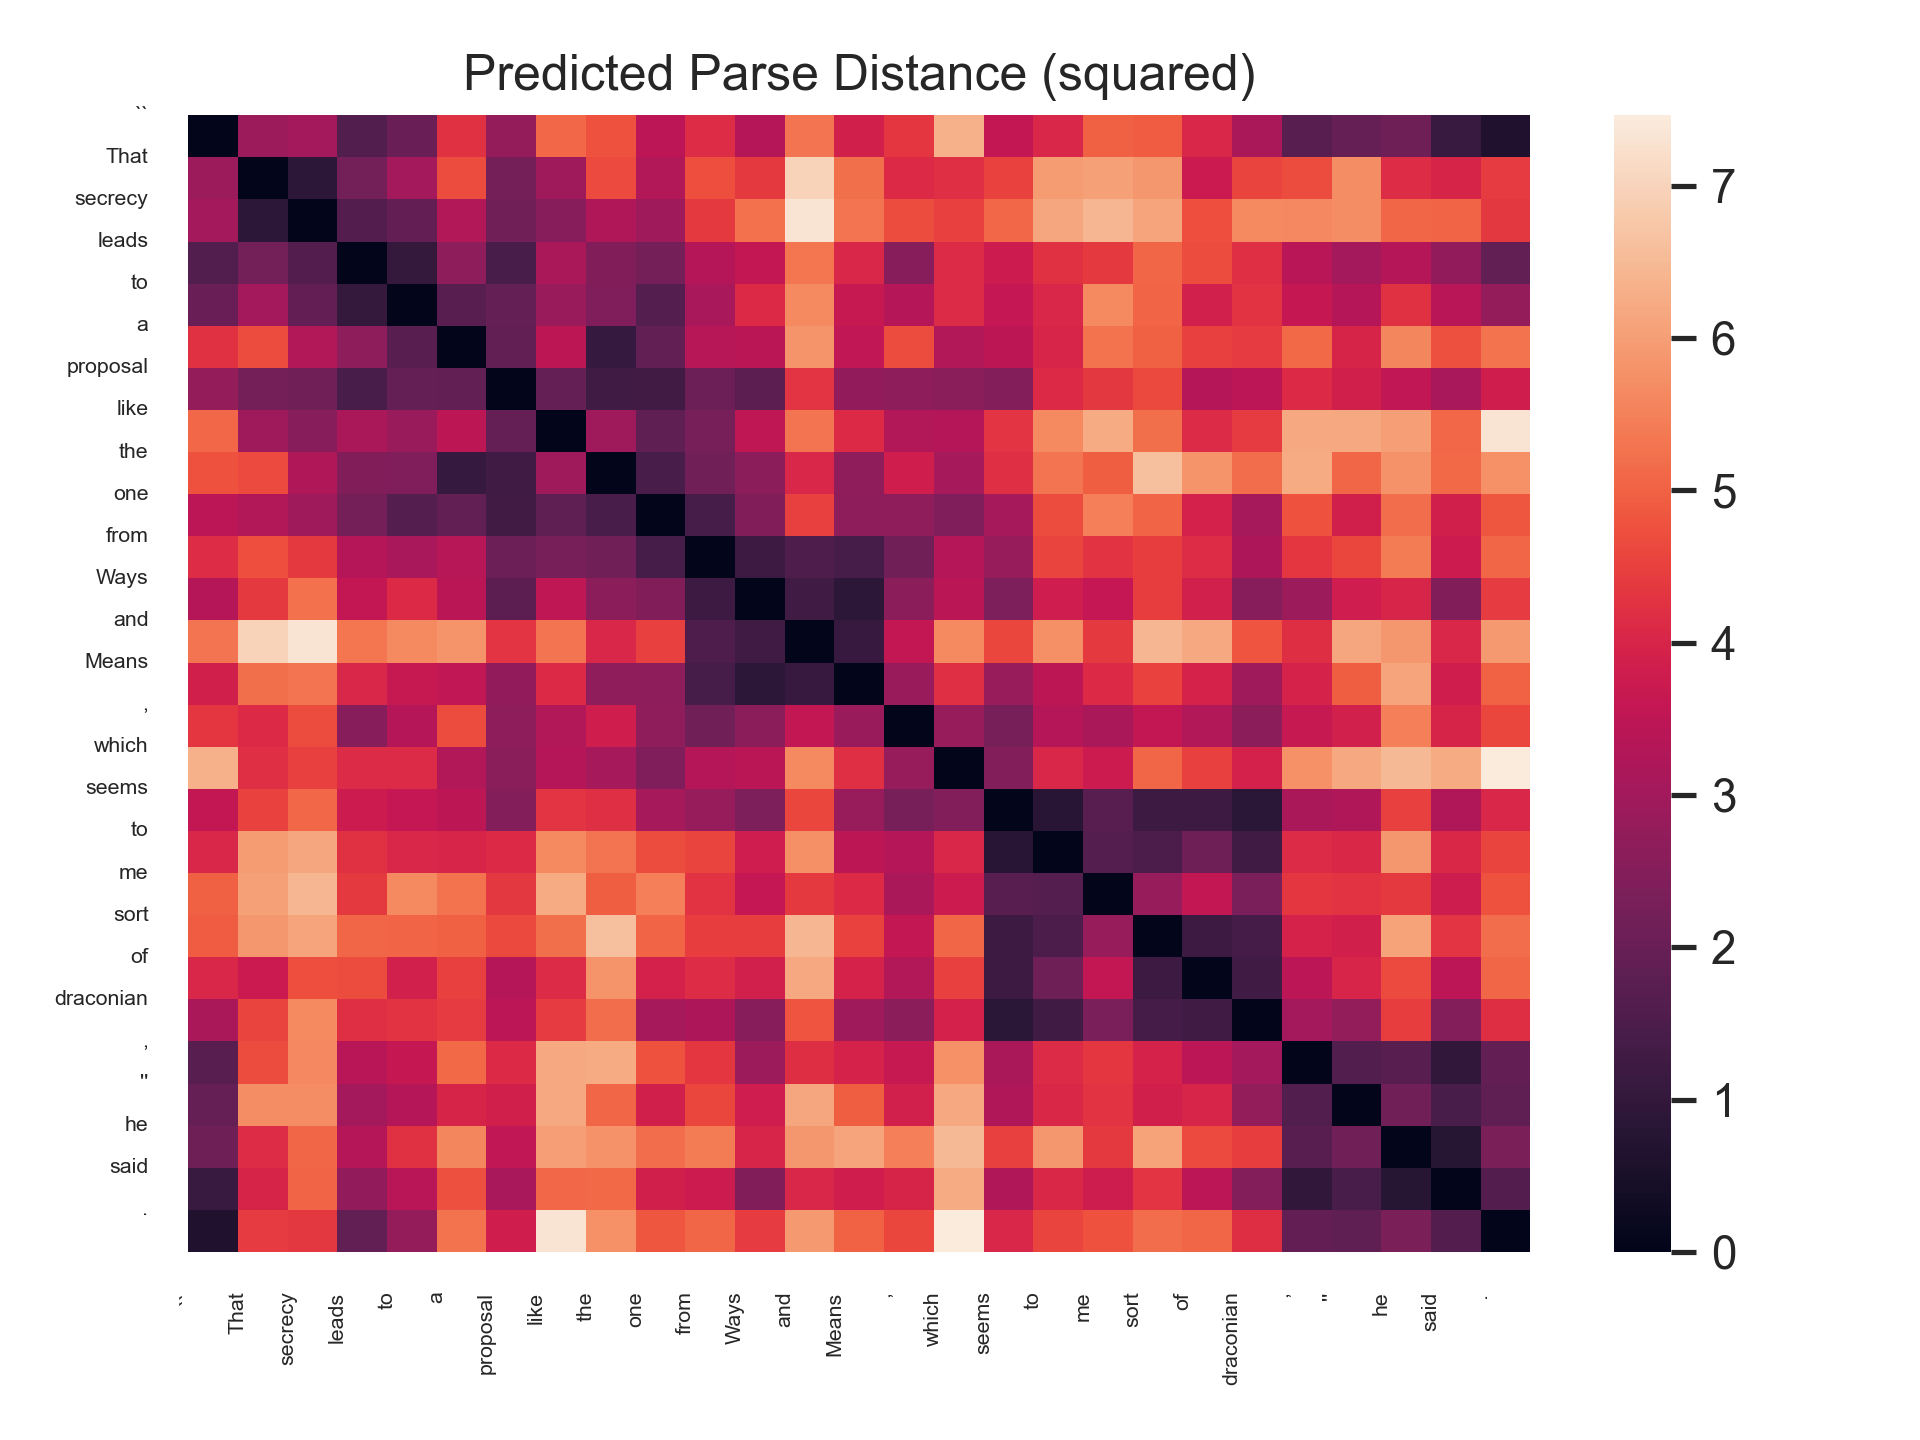 Predicted Parse Distance (squared)
``
That
secrecy
leads
to
a
proposal
like
the
one
from
Ways
and
Means
,
which
seems
to
me
sort
of
draconian
,
''
he
said
.
7
6
5
4
3
2
1
0
`` That secrecy leads to a proposal like the one from Ways and Means , which seems to me sort of draconian , '' he said .